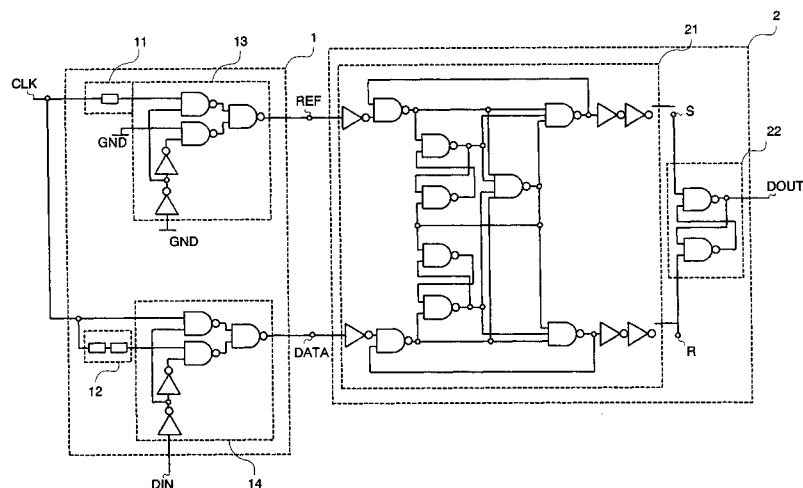 1
2
11
13
21
CLK
REF
S
GND
22
DOUT
GND
DATA
R
12
DIN
14